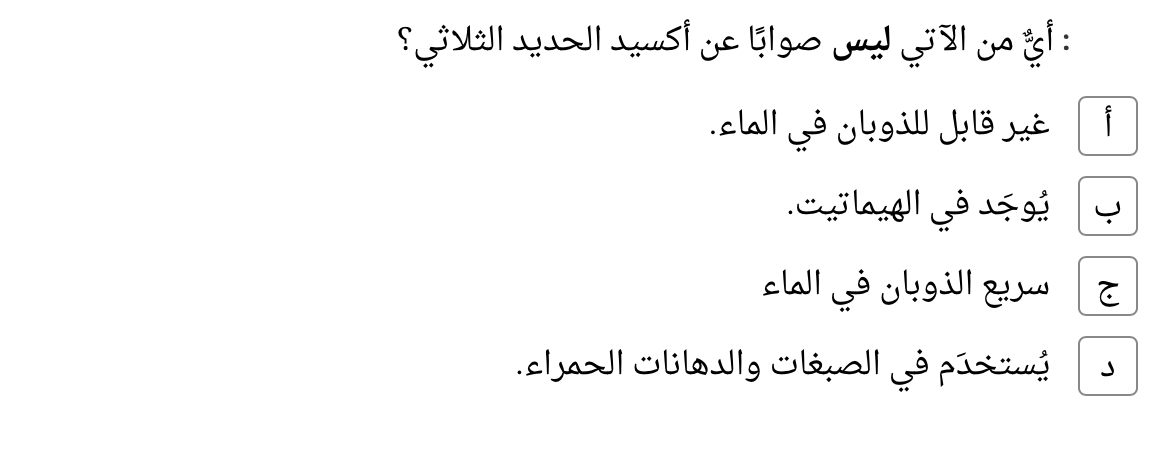 : أيٌّ من الآتي ليس صوابًا عن أكسيد الحديد الثلاثي؟
أ غير قابل للذوبان في الماء.
ب يُوجَد في الهيماتيت.
ج سريع الذوبان في الماء
د يُستخدَم في الصبغات والدهانات الحمراء.